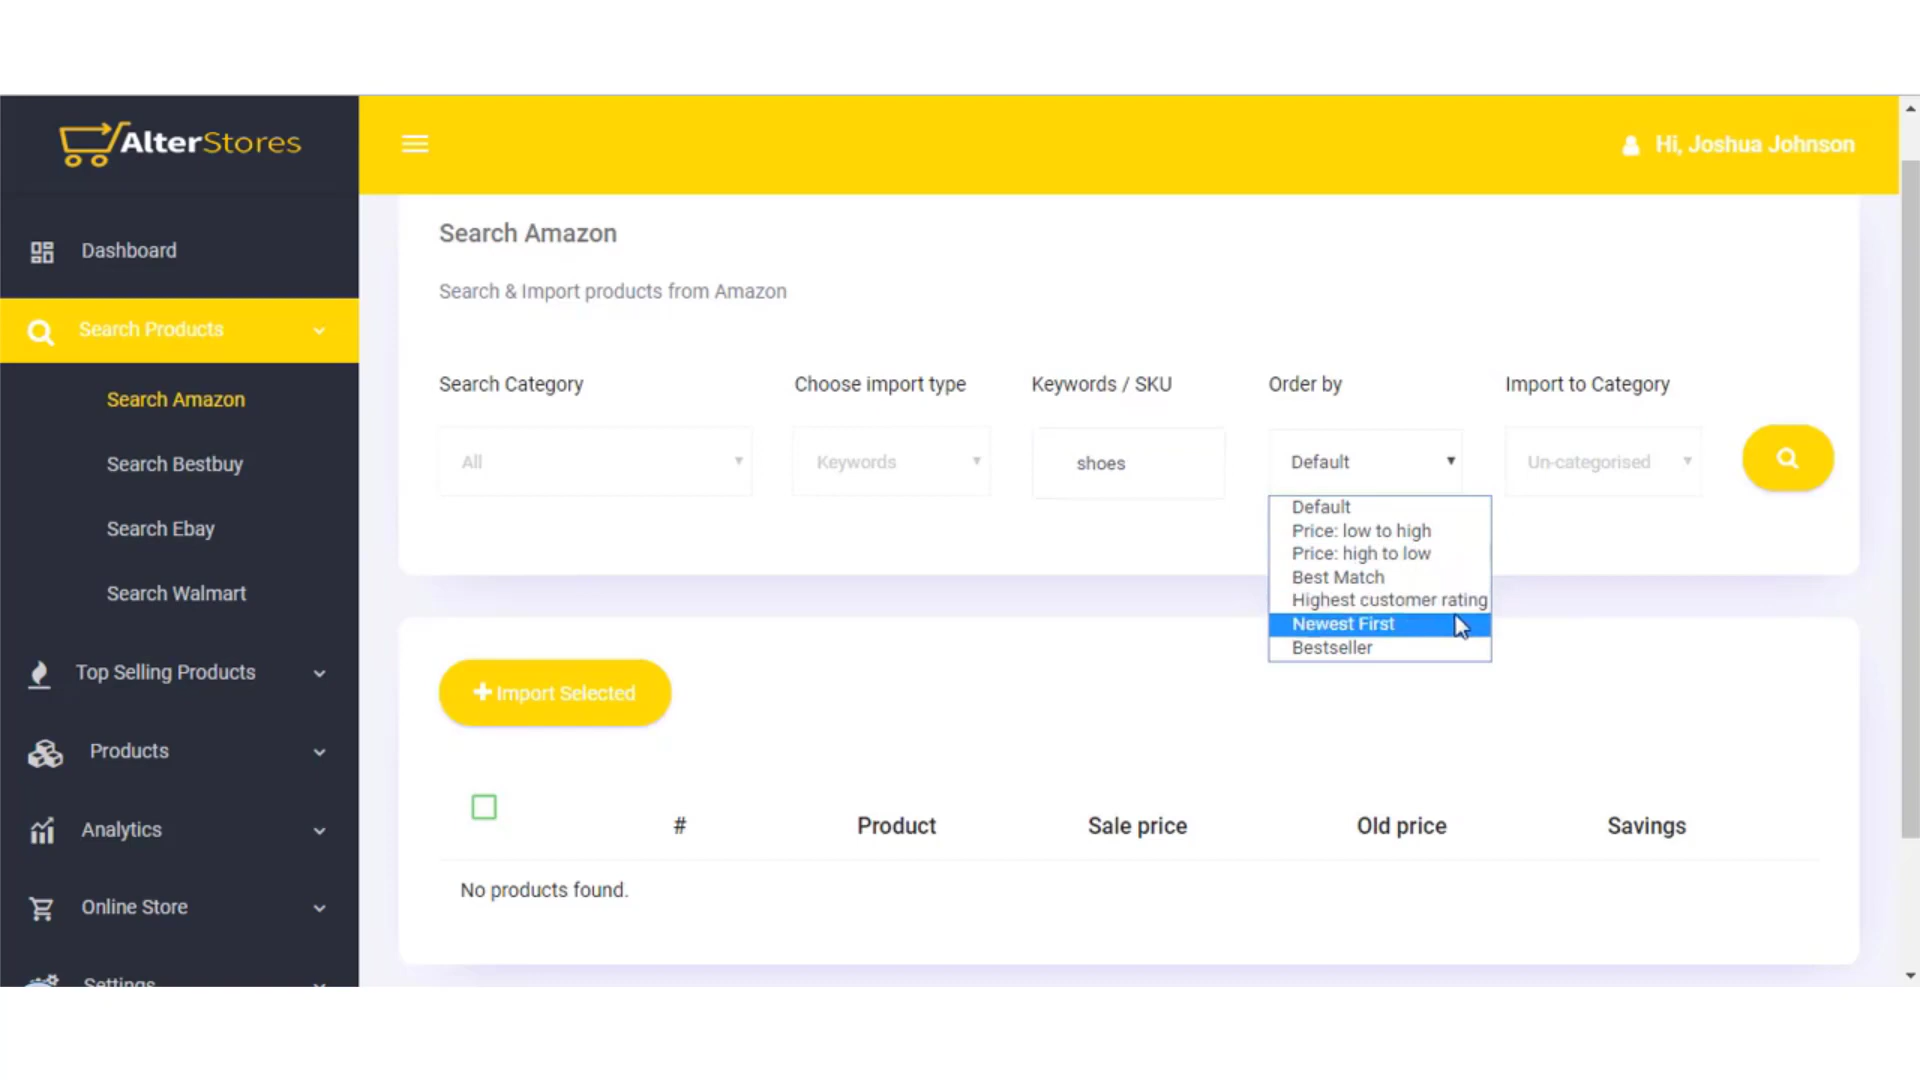 AlterStores
Hi, Joshua Johnson
Dashboard
Search Products
Search Amazon
Search Bestbuy
Search Ebay
Search Walmart
Top Selling Products
Products
Analytics
Online Store
Settings
Search Amazon
Search & Import products from Amazon
Search Category
Choose import type
Keywords / SKU
Order by
Import to Category
All
Keywords
shoes
Default
Un-categorised
Default
Price: low to high
Price: high to low
Best Match
Highest customer rating
Newest First
Bestseller
+ Import Selected
# Product Sale price Old price Savings
No products found.